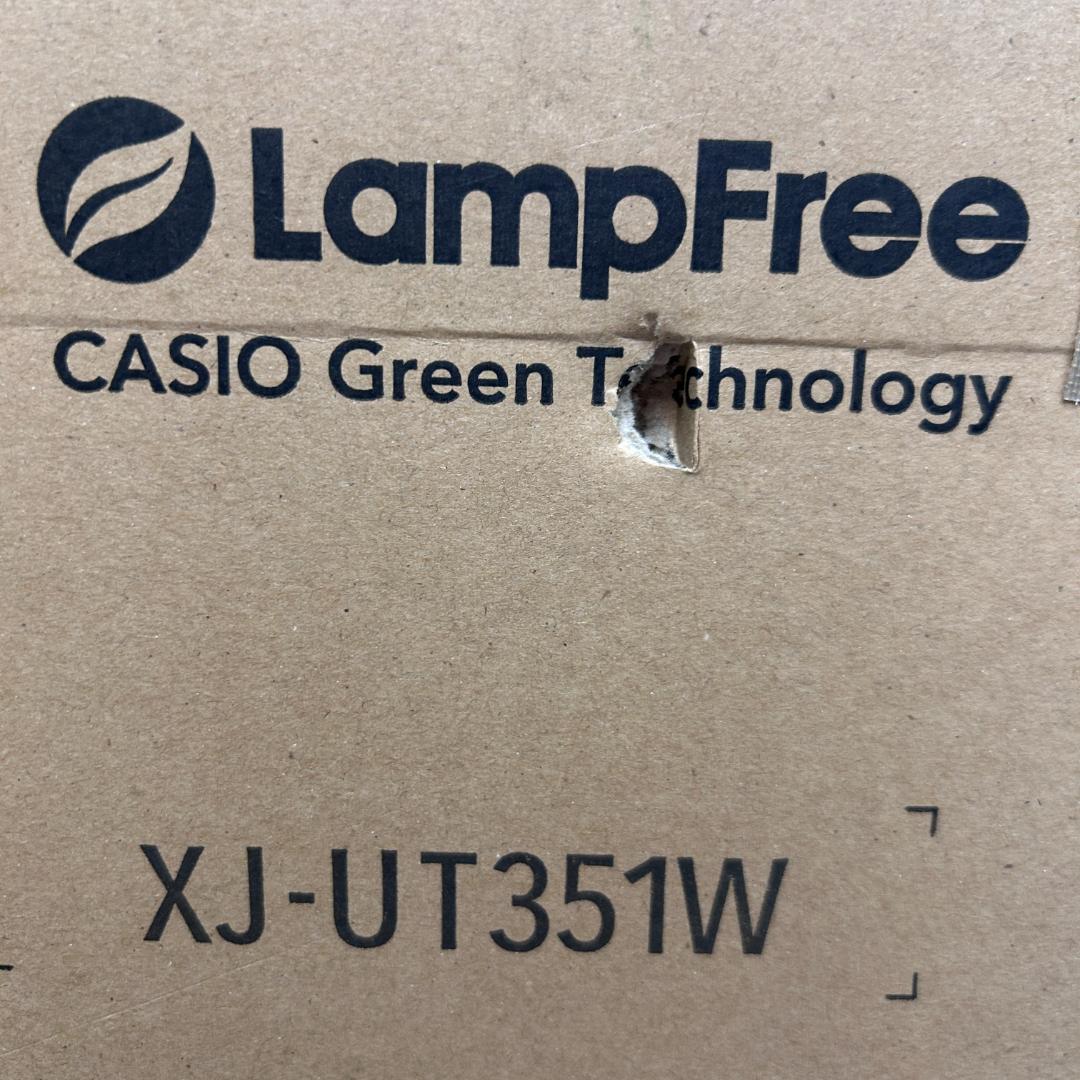 LampFree
CASIO Green Technology
XJ-UT351W